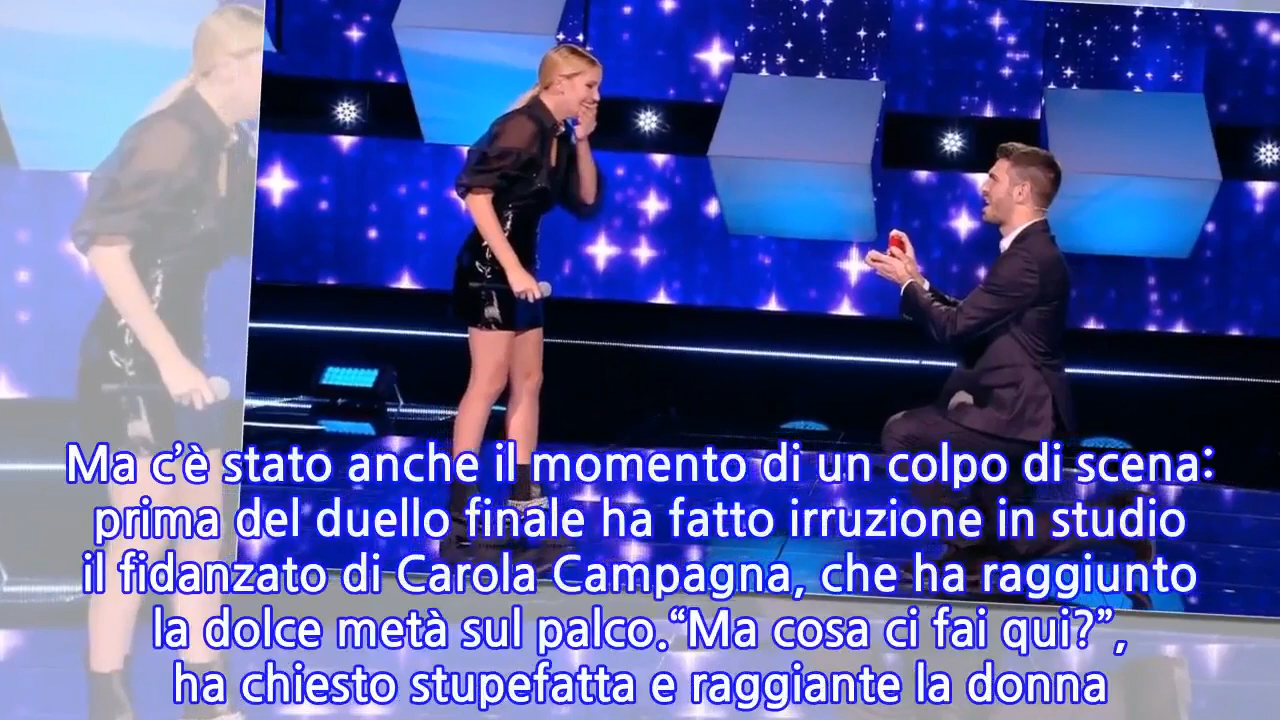 Ma c’è stato anche il momento di un colpo di scena:
prima del duello finale ha fatto irruzione in studio
il fidanzato di Carola Campagna, che ha raggiunto
la dolce metà sul palco.“Ma cosa ci fai qui?”,
ha chiesto stupefatta e raggiante la donna